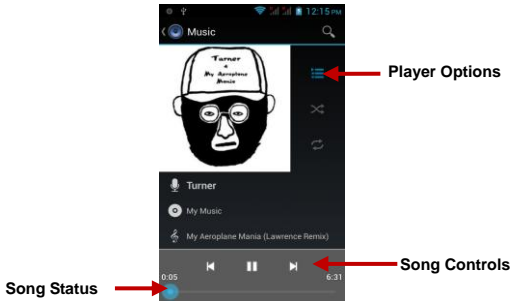 12:15 PM
Music
Turner
+
My Aeroplane
Mania
Player Options
Turner
My Music
My Aeroplane Mania (Lawrence Remix)
Song Controls
0:05
6:31
Song Status